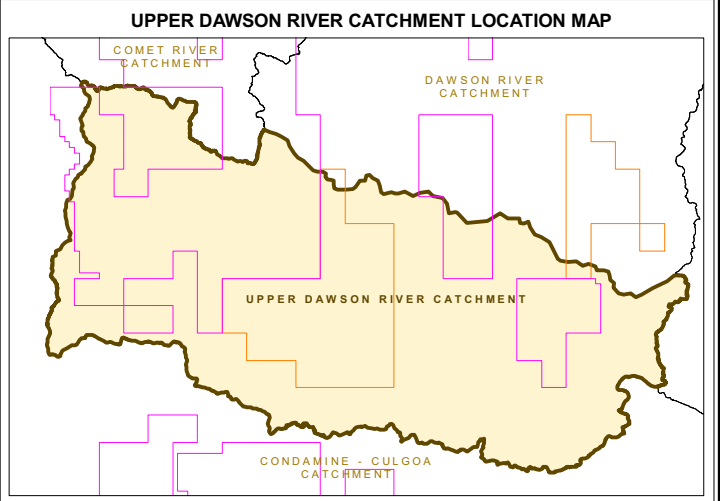 UPPER DAWSON RIVER CATCHMENT LOCATION MAP
COMET RIVER
CATCHMENT
DAWSON RIVER
CATCHMENT
UPPER DAWSON RIVER CATCHMENT
CONDAMINE - CULGOA
CATCHMENT